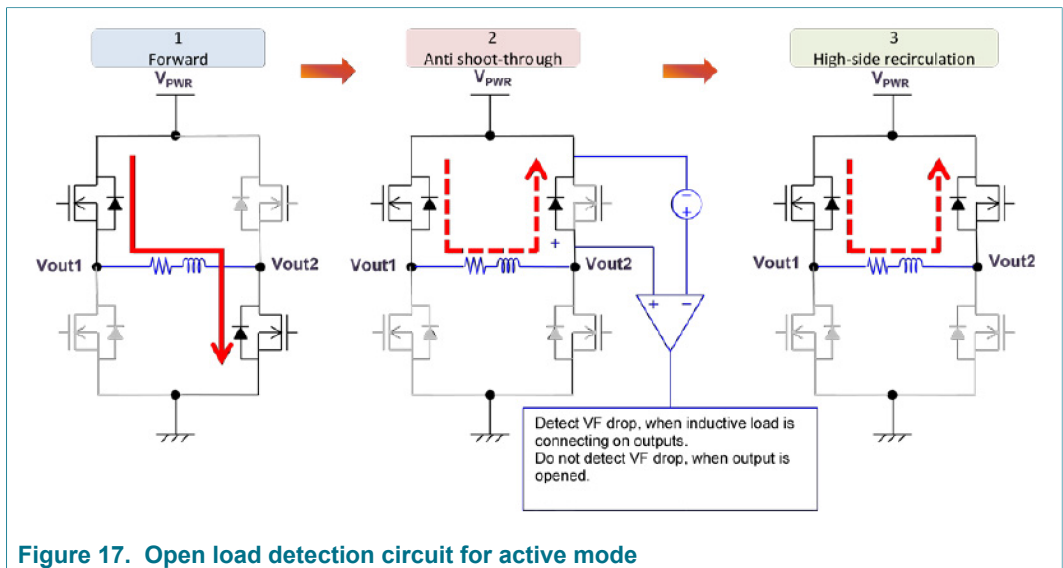 1
Forward
2
Anti shoot-through
3
High-side recirculation
VPWR
VPWR
VPWR
−
+
+
Vout1
Vout2
Vout1
Vout2
Vout1
Vout2
+ −
Detect VF drop, when inductive load is
connecting on outputs.
Do not detect VF drop, when output is
opened.
Figure 17. Open load detection circuit for active mode